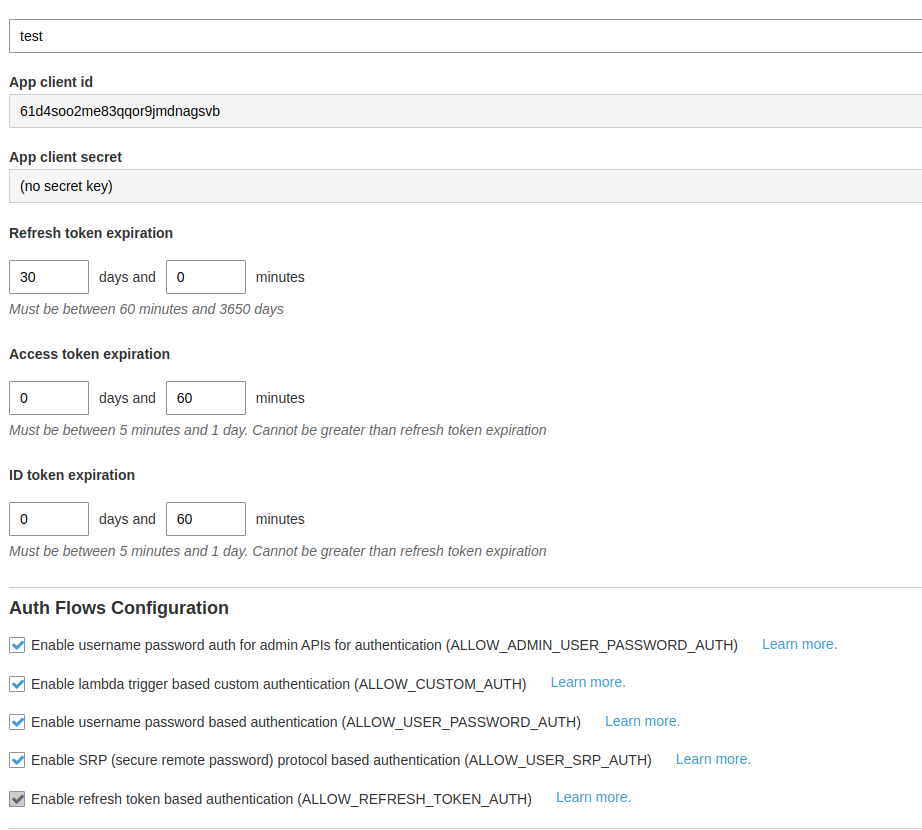 test
App client id
61d4soo2me83qqor9jmdnagsvb
App client secret
(no secret key)
Refresh token expiration
30 days and 0 minutes
Must be between 60 minutes and 3650 days
Access token expiration
0 days and 60 minutes
Must be between 5 minutes and 1 day. Cannot be greater than refresh token expiration
ID token expiration
0 days and 60 minutes
Must be between 5 minutes and 1 day. Cannot be greater than refresh token expiration
Auth Flows Configuration
Enable username password auth for admin APIs for authentication (ALLOW_ADMIN_USER_PASSWORD_AUTH) Learn more.
Enable lambda trigger based custom authentication (ALLOW_CUSTOM_AUTH) Learn more.
Enable username password based authentication (ALLOW_USER_PASSWORD_AUTH) Learn more.
Enable SRP (secure remote password) protocol based authentication (ALLOW_USER_SRP_AUTH) Learn more.
Enable refresh token based authentication (ALLOW_REFRESH_TOKEN_AUTH) Learn more.